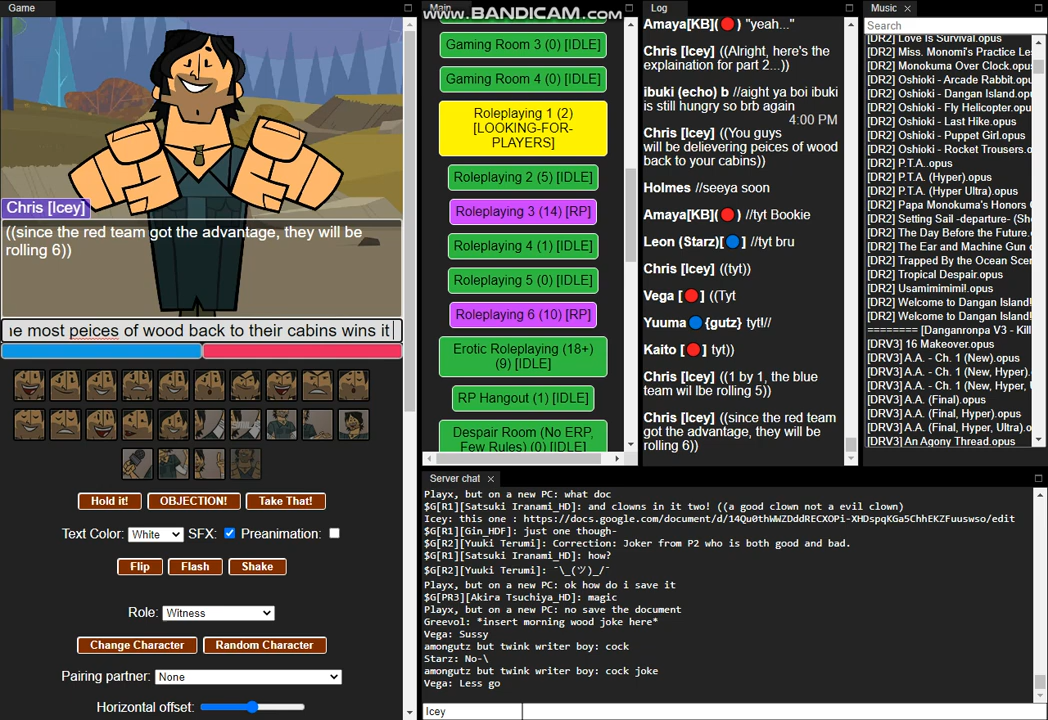 Game
Main
Log
Music
www.BANDICAM.com
Search
Chris [Icey]
((since the red team got the advantage, they will be
rolling 6))
most peices of wood back to their cabins wins it
Hold it!
OBJECTION!
Take That!
Text Color:
White
SFX:
Preanimation:
Flip
Flash
Shake
Role:
Witness
Change Character
Random Character
Pairing partner:
None
Horizontal offset:
Gaming Room 3 (0) [IDLE]
Gaming Room 4 (0) [IDLE]
Roleplaying 1 (2)
[LOOKING-FOR-
PLAYERS]
Roleplaying 2 (5) [IDLE]
Roleplaying 3 (14) [RP]
Roleplaying 4 (1) [IDLE]
Roleplaying 5 (0) [IDLE]
Roleplaying 6 (10) [RP]
Erotic Roleplaying (18+)
(9) [IDLE]
RP Hangout (1) [IDLE]
Despair Room (No ERP,
Few Rules) (0) [IDLE]
Amaya[KB](🔴) "yeah..."
Chris [Icey] ((Alright, here's the
explaination for part 2...))
ibuki (echo) b //aight ya boi ibuki
is still hungry so brb again
4:00 PM
Chris [Icey] ((You guys
will be delievering peices of wood
back to your cabins))
Holmes //seeya soon
Amaya[KB](🔴) //tyt Bookie
Leon (Starz)[🔵] //tyt bru
Chris [Icey] ((tyt))
Vega [🔴] ((Tyt
Yuuma 🔵{gutz} tyt!//
Kaito [🔴] tyt))
Chris [Icey] ((1 by 1, the blue
team wil lbe rolling 5))
Chris [Icey] ((since the red team
got the advantage, they will be
rolling 6))
[DR2] Love Is Survival.opus
[DR2] Miss. Monomi's Practice Le
[DR2] Monokuma Over Clock.opus
[DR2] Oshioki - Arcade Rabbit.opu
[DR2] Oshioki - Dangan Island.opu
[DR2] Oshioki - Fly Helicopter.opus
[DR2] Oshioki - Last Hike.opus
[DR2] Oshioki - Puppet Girl.opus
[DR2] Oshioki - Rocket Trousers.o
[DR2] P.T.A..opus
[DR2] P.T.A. (Hyper).opus
[DR2] P.T.A. (Hyper Ultra).opus
[DR2] Papa Monokuma's Honors
[DR2] Setting Sail -departure- (Sh
[DR2] The Day Before the Future.
[DR2] The Ear and Machine Gun
[DR2] Trapped By the Ocean Scer
[DR2] Tropical Despair.opus
[DR2] Usamimimimi!.opus
[DR2] Welcome to Dangan Island!
[DR2] Welcome to Dangan Island!
======== [Danganronpa V3 - Kill
[DRV3] 16 Makeover.opus
[DRV3] A.A. - Ch. 1 (New).opus
[DRV3] A.A. - Ch. 1 (New, Hyper,
[DRV3] A.A. - Ch. 1 (New, Hyper U
[DRV3] A.A. (Final).opus
[DRV3] A.A. (Final, Hyper).opus
[DRV3] A.A. (Final, Hyper, Ultra).o
[DRV3] An Agony Thread.opus
Server chat
Playx, but on a new PC: what doc
$G[R1][Satsuki Iranami_HD]: and clowns in it two! ((a good clown not a evil clown)
Icey: this one : https://docs.google.com/document/d/14Qu0thWWZDddRECXOPi-XHDspqKGa5ChhEKZFuuswso/edit
$G[R1][Gin_HDF]: just one though-
$G[R2][Yuuki Terumi]: Correction: Joker from P2 who is both good and bad.
$G[R1][Satsuki Iranami_HD]: how?
$G[R2][Yuuki Terumi]: ¯\_(ツ)_/¯
Playx, but on a new PC: ok how do i save it
$G[PR3][Akira Tsuchiya_HD]: magic
Playx, but on a new PC: no save the document
Greevol: *insert morning wood joke here*
Vega: Sussy
amongutz but twink writer boy: cock
Starz: No-\
amongutz but twink writer boy: cock joke
Vega: Less go
Icey